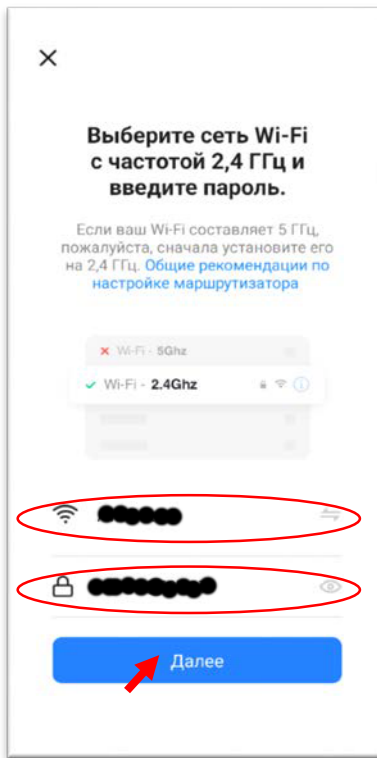 Выберите сеть Wi-Fi
с частотой 2,4 ГГц и
введите пароль.
Если ваш Wi-Fi составляет 5 ГГц,
пожалуйста, сначала установите его
на 2,4 ГГц. Общие рекомендации по
настройке маршрутизатора
Wi-Fi - 5Ghz
Wi-Fi - 2.4Ghz
Далее